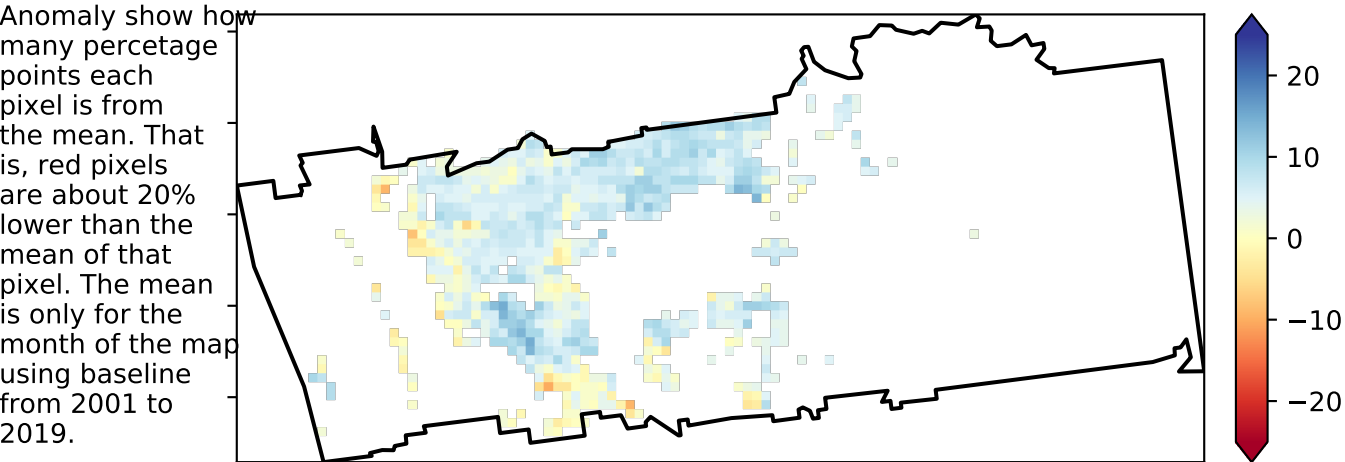 Anomaly show how
many percetage
points each
pixel is from
the mean. That
is, red pixels
are about 20%
lower than the
mean of that
pixel. The mean
is only for the
month of the map
using baseline
from 2001 to
2019.
20
10
0
−10
−20